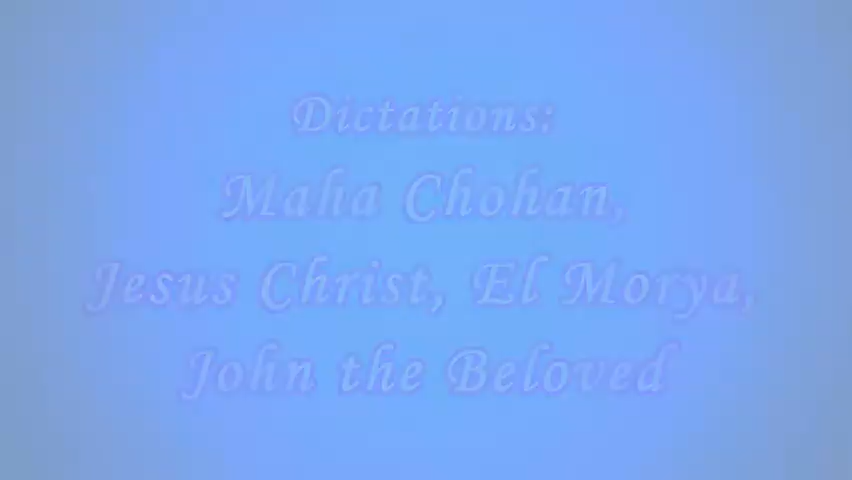 Dictations:
Maha Chohan,
Jesus Christ, El Morya,
John the Beloved